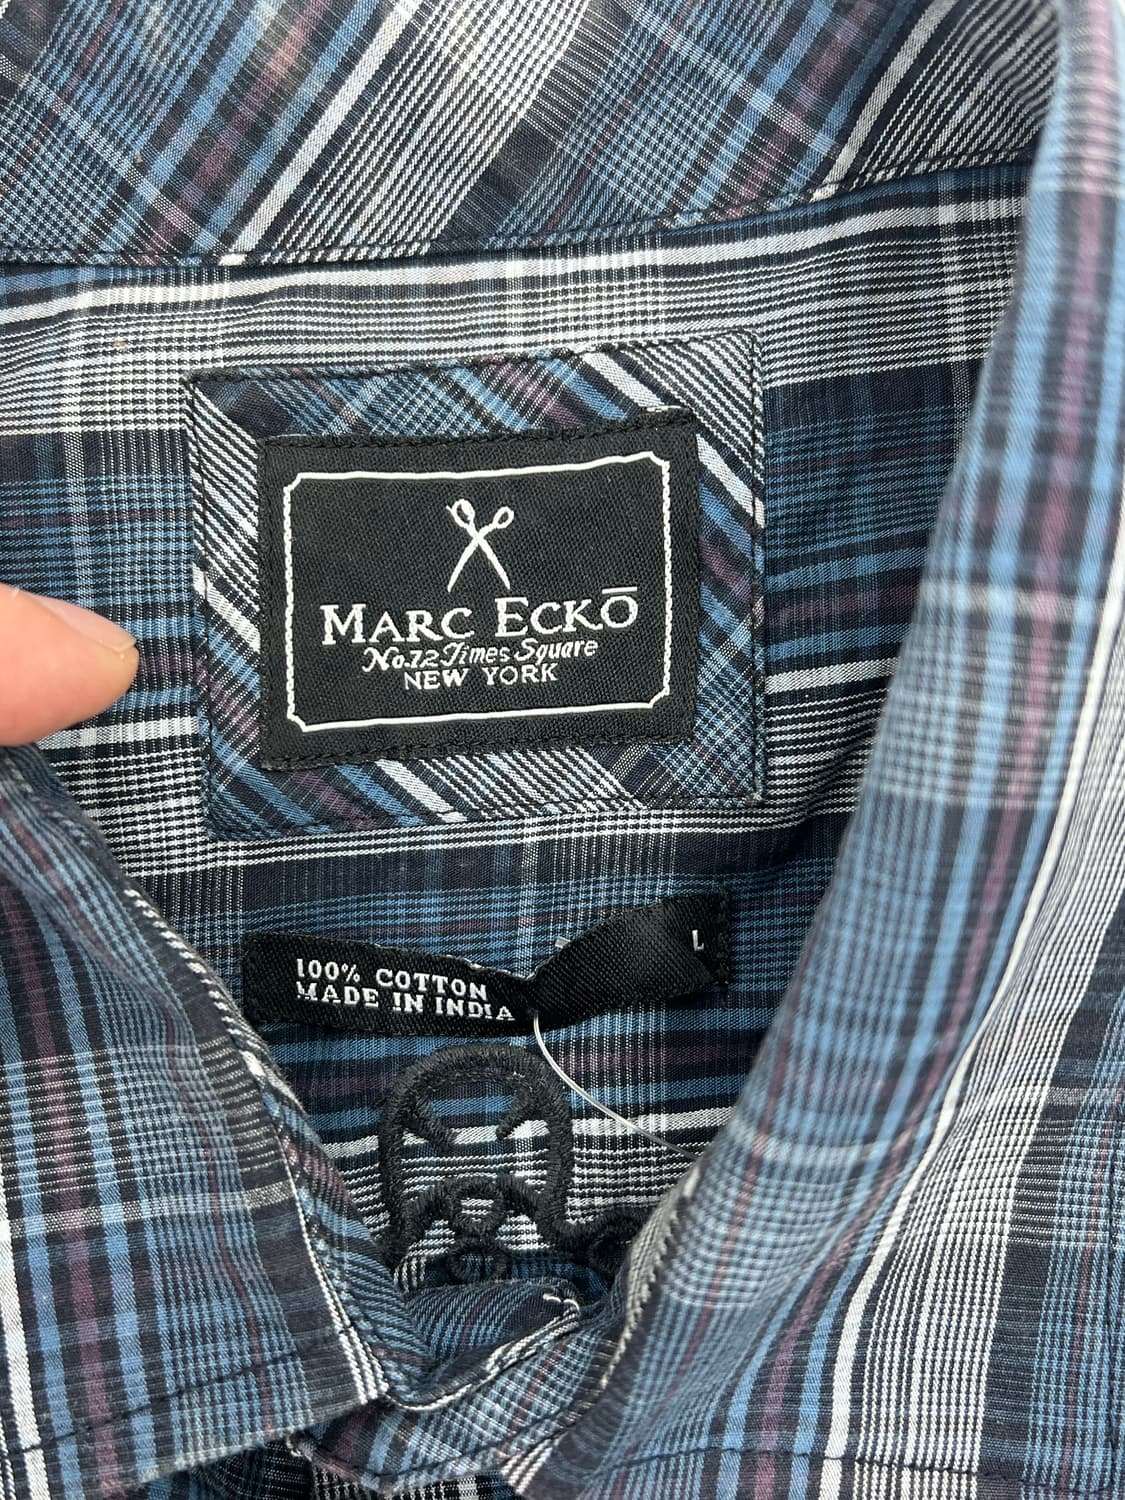 MARC ECKŌ
No.72 Times Square
NEW YORK
100% COTTON
MADE IN INDIA
L